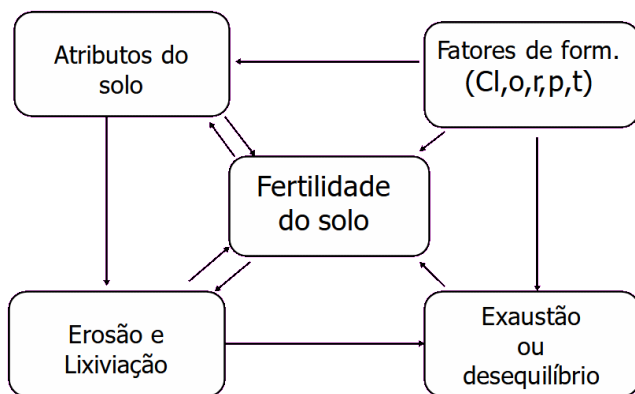 Atributos do
solo
Fatores de form.
(Cl,o,r,p,t)
Fertilidade
do solo
Erosão e
Lixiviação
Exaustão
ou
desequilíbrio